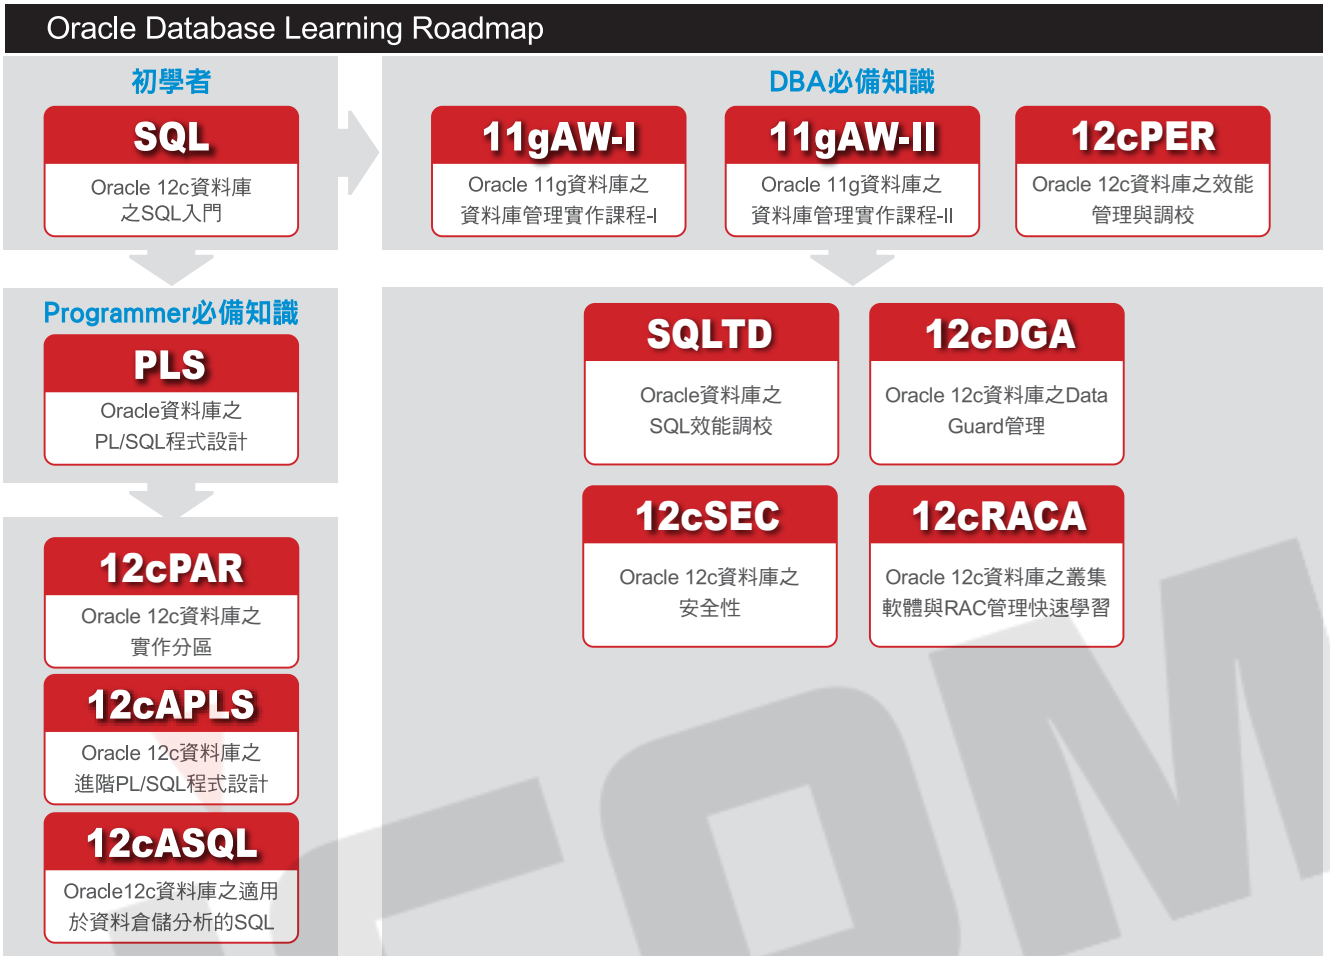 Oracle Database Learning Roadmap
初學者
SQL
Oracle 12c資料庫
之SQL入門
DBA必備知識
11gAW-I
Oracle 11g資料庫之
資料庫管理實作課程-I
11gAW-II
Oracle 11g資料庫之
資料庫管理實作課程-II
12cPER
Oracle 12c資料庫之效能
管理與調校
Programmer必備知識
PLS
Oracle資料庫之
PL/SQL程式設計
SQLTD
Oracle資料庫之
SQL效能調校
12cDGA
Oracle 12c資料庫之Data
Guard管理
12cSEC
Oracle 12c資料庫之
安全性
12cRACA
Oracle 12c資料庫之叢集
軟體與RAC管理快速學習
12cPAR
Oracle 12c資料庫之
實作分區
12cAPLS
Oracle 12c資料庫之
進階PL/SQL程式設計
12cASQL
Oracle12c資料庫之適用
於資料倉儲分析的SQL